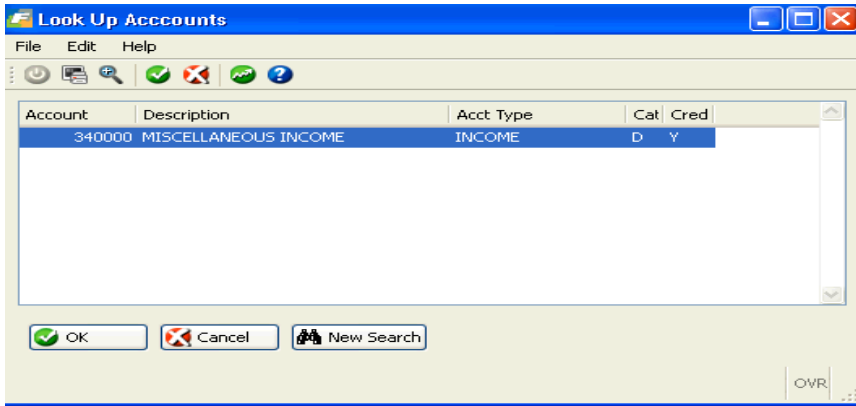 Look Up Acccounts
File Edit Help
Account Description Acct Type Cat Cred
340000 MISCELLANEOUS INCOME INCOME D Y
OK Cancel New Search
OVR